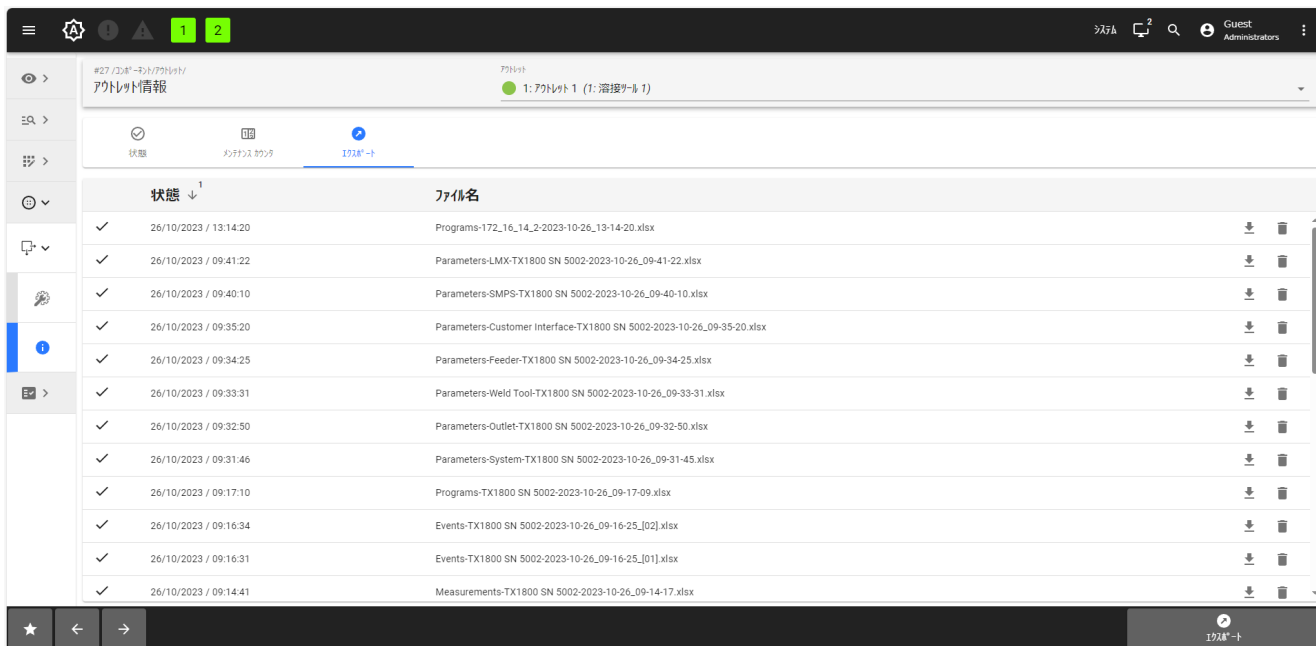 1 2 ｼｽﾃﾑ 2 Guest
Administrators
#27 /ｺﾝﾎﾟｰﾈﾝﾄ/ｱｳﾄﾚｯﾄ/
ｱｳﾄﾚｯﾄ情報
ｱｳﾄﾚｯﾄ
1: ｱｳﾄﾚｯﾄ 1 (1: 溶接ﾂｰﾙ 1)
状態 ﾒﾝﾃﾅﾝｽ ｶｳﾝﾀ ｴｸｽﾎﾟｰﾄ
状態 1 ﾌｧｲﾙ名
26/10/2023 / 13:14:20 Programs-172_16_14_2-2023-10-26_13-14-20.xlsx
26/10/2023 / 09:41:22 Parameters-LMX-TX1800 SN 5002-2023-10-26_09-41-22.xlsx
26/10/2023 / 09:40:10 Parameters-SMPS-TX1800 SN 5002-2023-10-26_09-40-10.xlsx
26/10/2023 / 09:35:20 Parameters-Customer Interface-TX1800 SN 5002-2023-10-26_09-35-20.xlsx
26/10/2023 / 09:34:25 Parameters-Feeder-TX1800 SN 5002-2023-10-26_09-34-25.xlsx
26/10/2023 / 09:33:31 Parameters-Weld Tool-TX1800 SN 5002-2023-10-26_09-33-31.xlsx
26/10/2023 / 09:32:50 Parameters-Outlet-TX1800 SN 5002-2023-10-26_09-32-50.xlsx
26/10/2023 / 09:31:46 Parameters-System-TX1800 SN 5002-2023-10-26_09-31-45.xlsx
26/10/2023 / 09:17:10 Programs-TX1800 SN 5002-2023-10-26_09-17-09.xlsx
26/10/2023 / 09:16:34 Events-TX1800 SN 5002-2023-10-26_09-16-25_[02].xlsx
26/10/2023 / 09:16:31 Events-TX1800 SN 5002-2023-10-26_09-16-25_[01].xlsx
26/10/2023 / 09:14:41 Measurements-TX1800 SN 5002-2023-10-26_09-14-17.xlsx
ｴｸｽﾎﾟｰﾄ